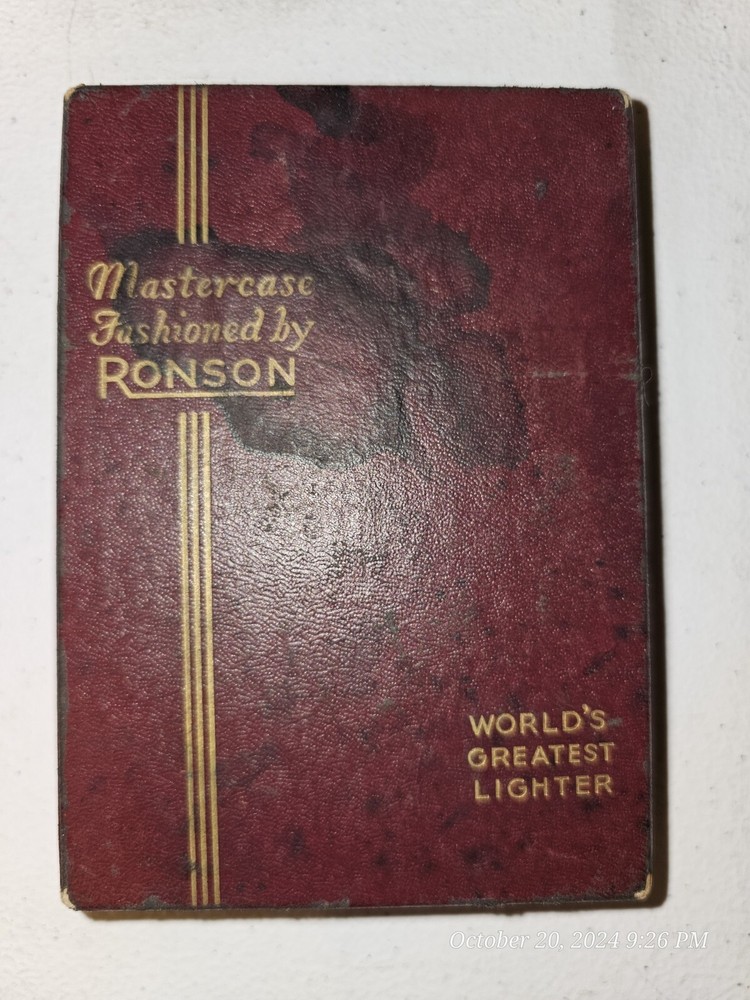 Mastercase
Fashioned by
RONSON
WORLD'S
GREATEST
LIGHTER
October 20, 2024 9:26 PM